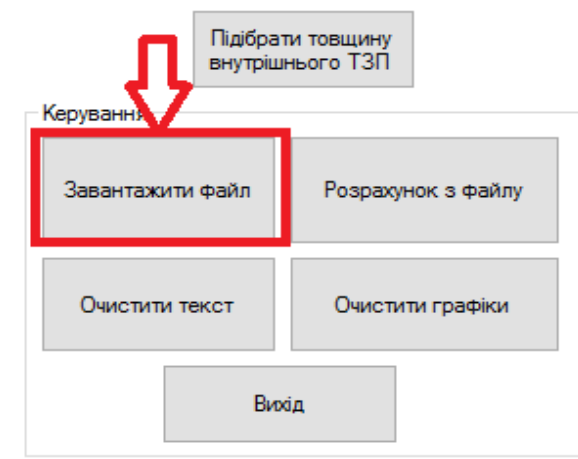 Підібрати товщину
внутрішнього ТЗП
Керування
Завантажити файл
Розрахунок з файлу
Очистити текст
Очистити графіки
Вихід